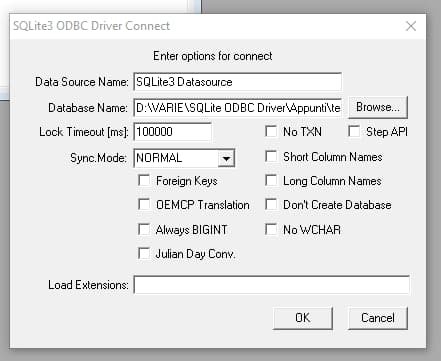 SQLite3 ODBC Driver Connect
Enter options for connect
Data Source Name: SQLite3 Datasource
Database Name: D:\VARIE\SQLite ODBC Driver\Appunti\te Browse...
Lock Timeout [ms]: 100000 No TXN Step API
Sync.Mode: NORMAL Short Column Names
Foreign Keys Long Column Names
OEMCP Translation Don't Create Database
Always BIGINT No WCHAR
Julian Day Conv.
Load Extensions:
OK Cancel